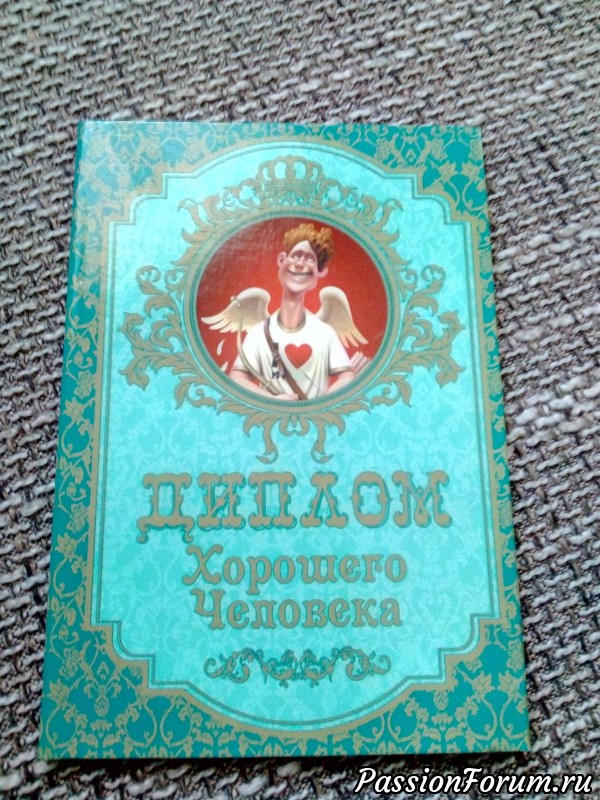 ДИПЛОМ
Хорошего
Человека
PassionForum.ru